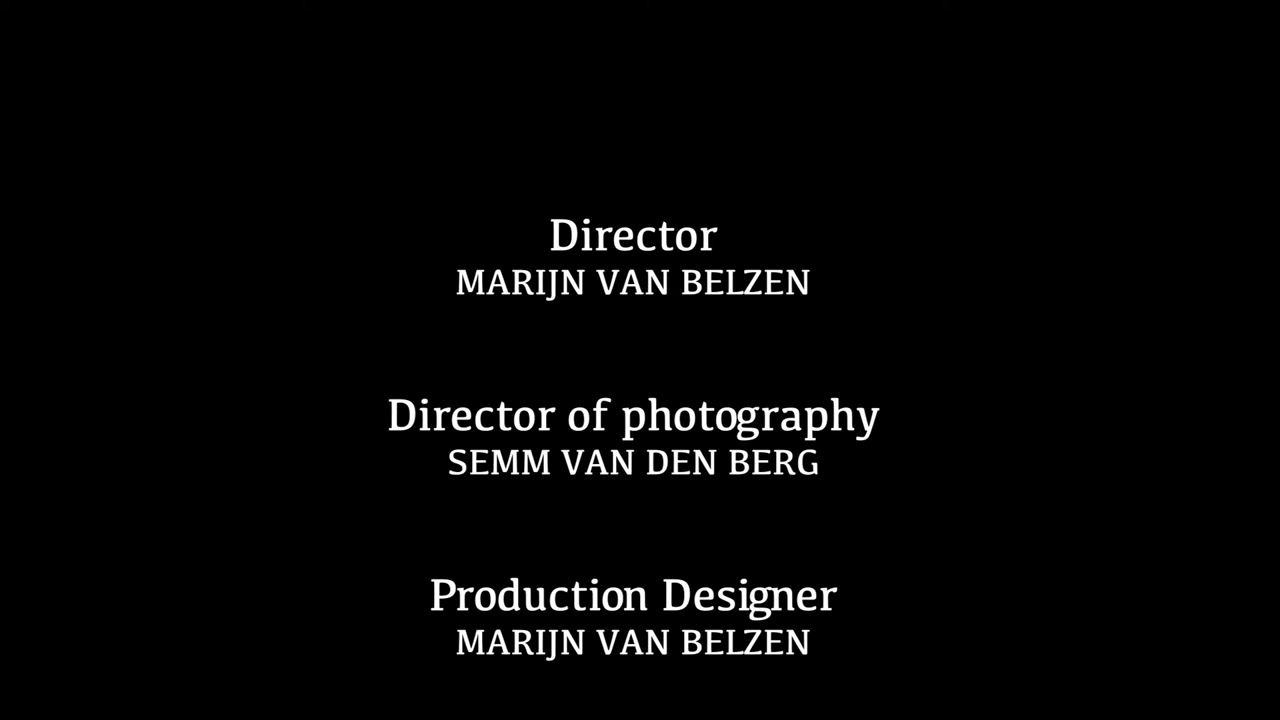 Director
MARIJN VAN BELZEN
Director of photography
SEMM VAN DEN BERG
Production Designer
MARIJN VAN BELZEN